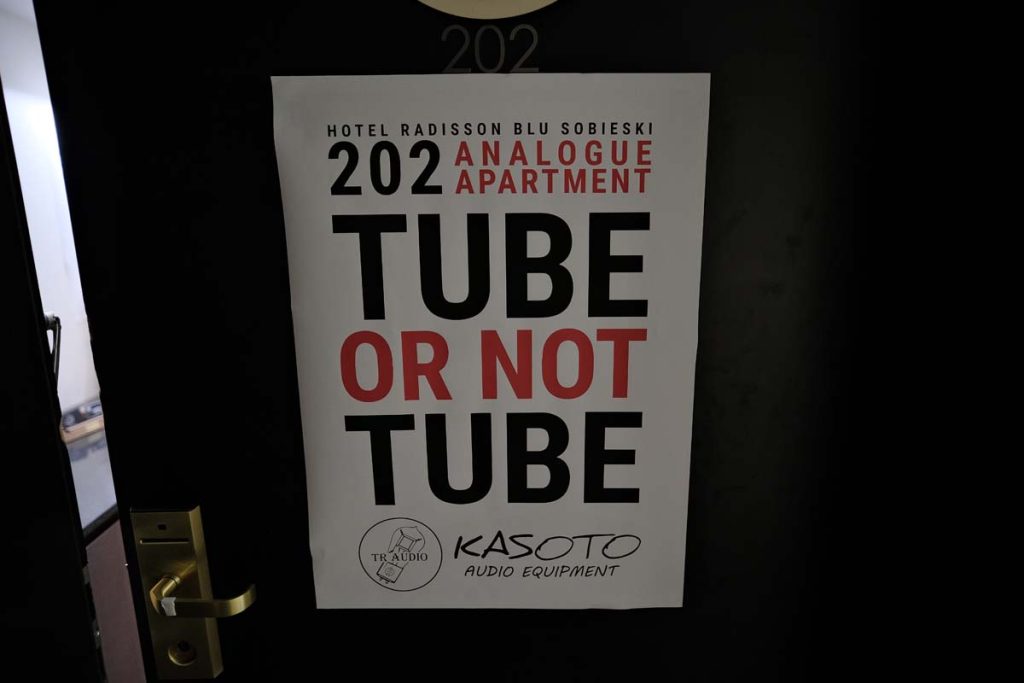 202
HOTEL RADISSON BLU SOBIESKI
202 ANALOGUE
APARTMENT
TUBE
OR NOT
TUBE
TR AUDIO
KASOTO
AUDIO EQUIPMENT